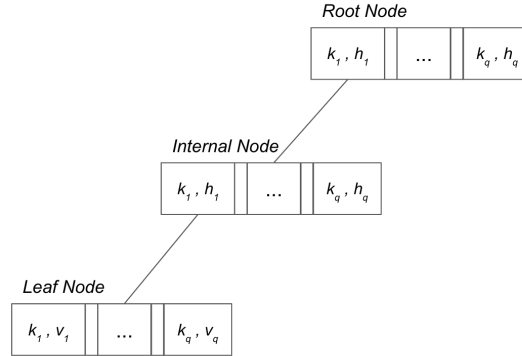 Root Node
k1 , h1 ... kq , hq
Internal Node
k1 , h1 ... kq , hq
Leaf Node
k1 , v1 ... kq , vq